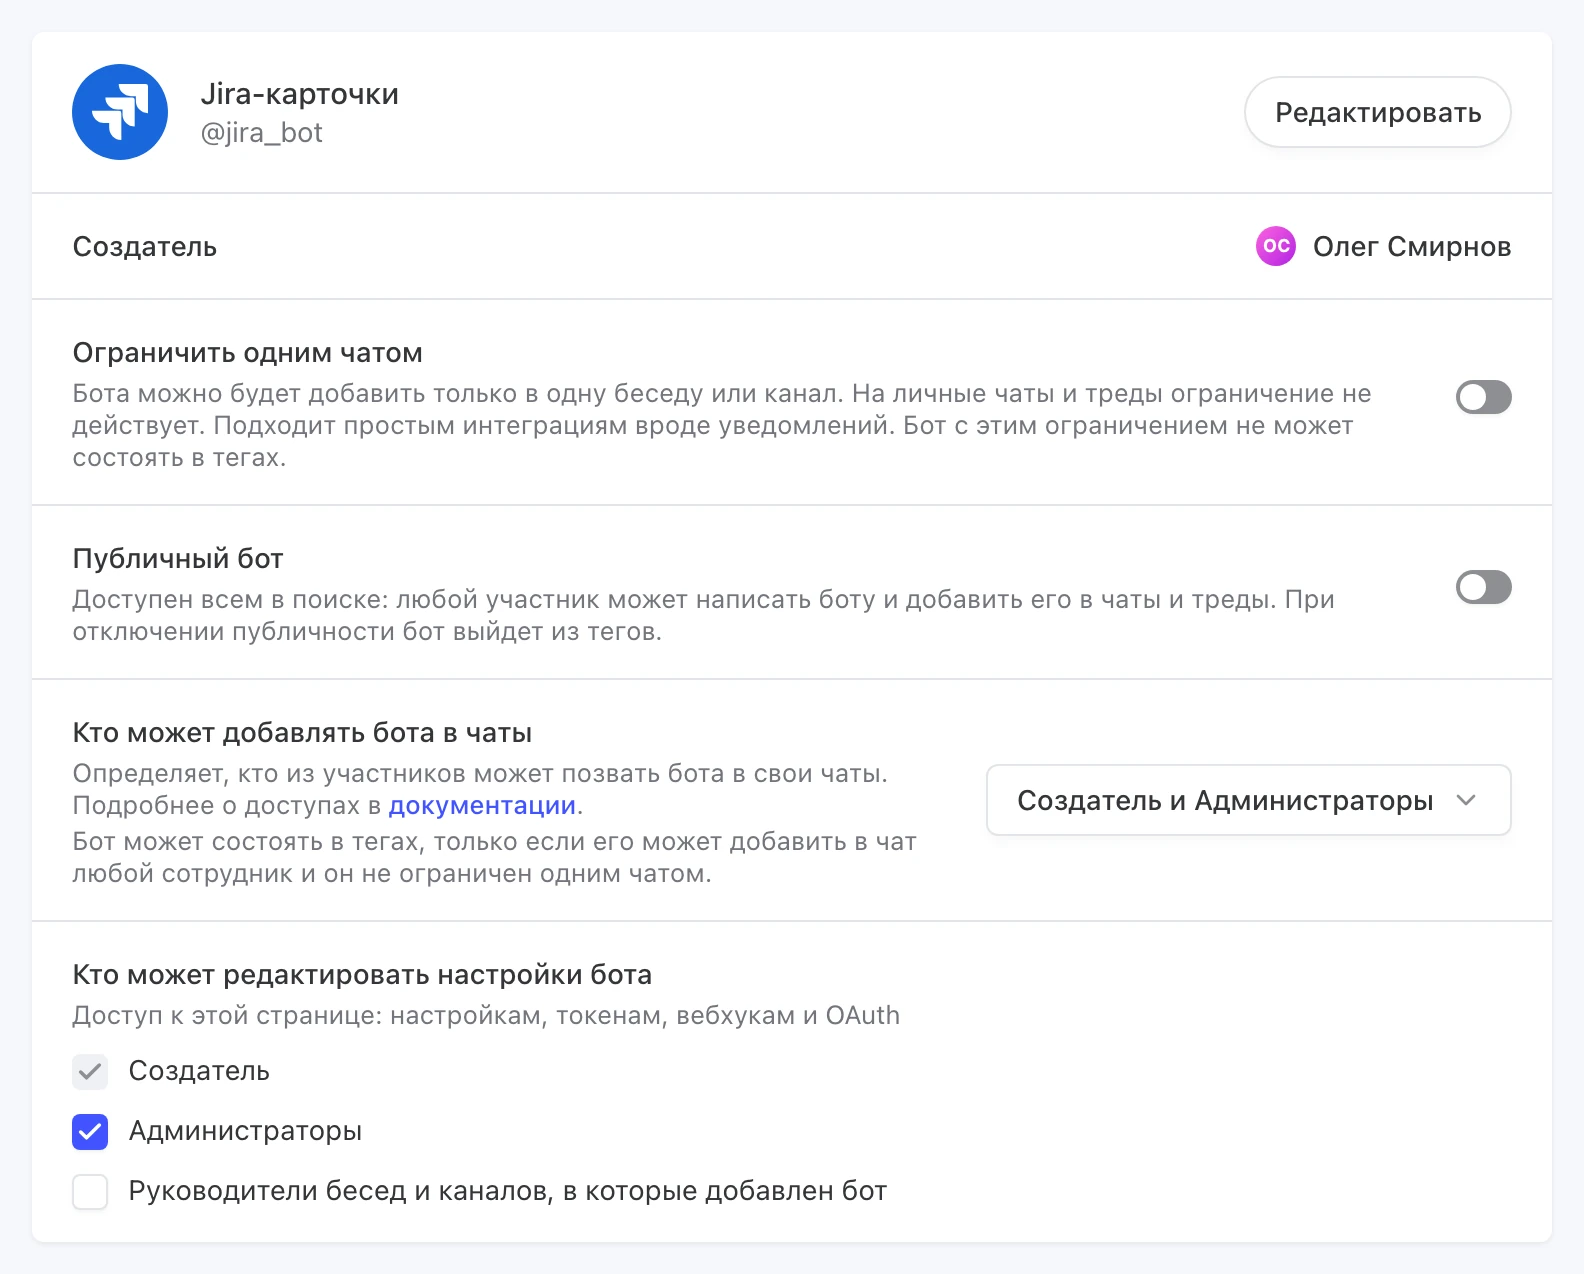 Jira-карточки
@jira_bot
Редактировать
Создатель
ОС Олег Смирнов
Ограничить одним чатом
Бота можно будет добавить только в одну беседу или канал. На личные чаты и треды ограничение не
действует. Подходит простым интеграциям вроде уведомлений. Бот с этим ограничением не может
состоять в тегах.
Публичный бот
Доступен всем в поиске: любой участник может написать боту и добавить его в чаты и треды. При
отключении публичности бот выйдет из тегов.
Кто может добавлять бота в чаты
Определяет, кто из участников может позвать бота в свои чаты.
Подробнее о доступах в документации.
Бот может состоять в тегах, только если его может добавить в чат
любой сотрудник и он не ограничен одним чатом.
Создатель и Администраторы
Кто может редактировать настройки бота
Доступ к этой странице: настройкам, токенам, вебхукам и OAuth
Создатель
Администраторы
Руководители бесед и каналов, в которые добавлен бот